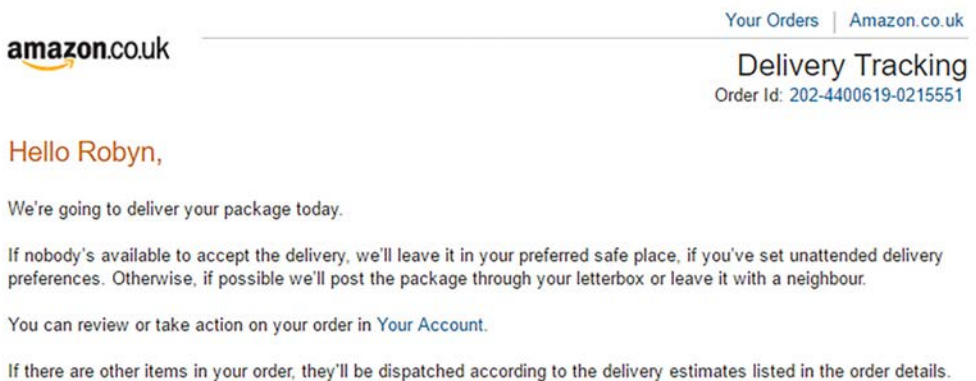 Your Orders | Amazon.co.uk
amazon.co.uk
Delivery Tracking
Order Id: 202-4400619-0215551
Hello Robyn,
We're going to deliver your package today.
If nobody's available to accept the delivery, we'll leave it in your preferred safe place, if you've set unattended delivery
preferences. Otherwise, if possible we'll post the package through your letterbox or leave it with a neighbour.
You can review or take action on your order in Your Account.
If there are other items in your order, they'll be dispatched according to the delivery estimates listed in the order details.